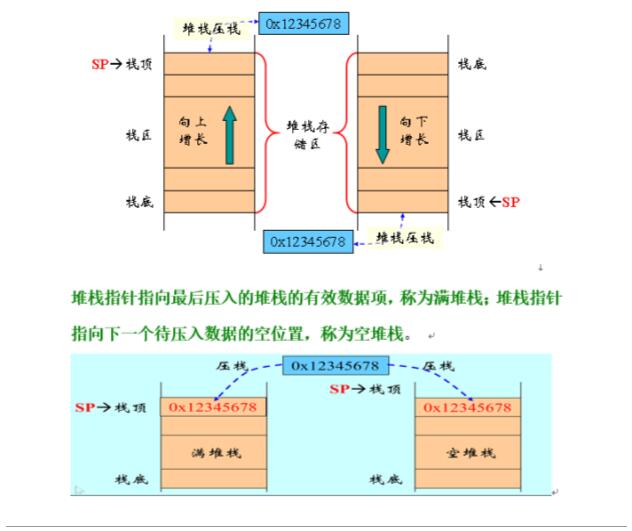 堆栈压栈 0x12345678
SP→栈顶 栈底
栈区 向上增长 堆栈存储区 向下增长 栈区
栈底 栈顶←SP
0x12345678 堆栈压栈
堆栈指针指向最后压入的堆栈的有效数据项，称为满堆栈；堆栈指针
指向下一个待压入数据的空位置，称为空堆栈。
压栈 0x12345678 压栈
SP→栈顶
SP→栈顶 0x12345678 0x12345678
满堆栈 空堆栈
栈底 栈底